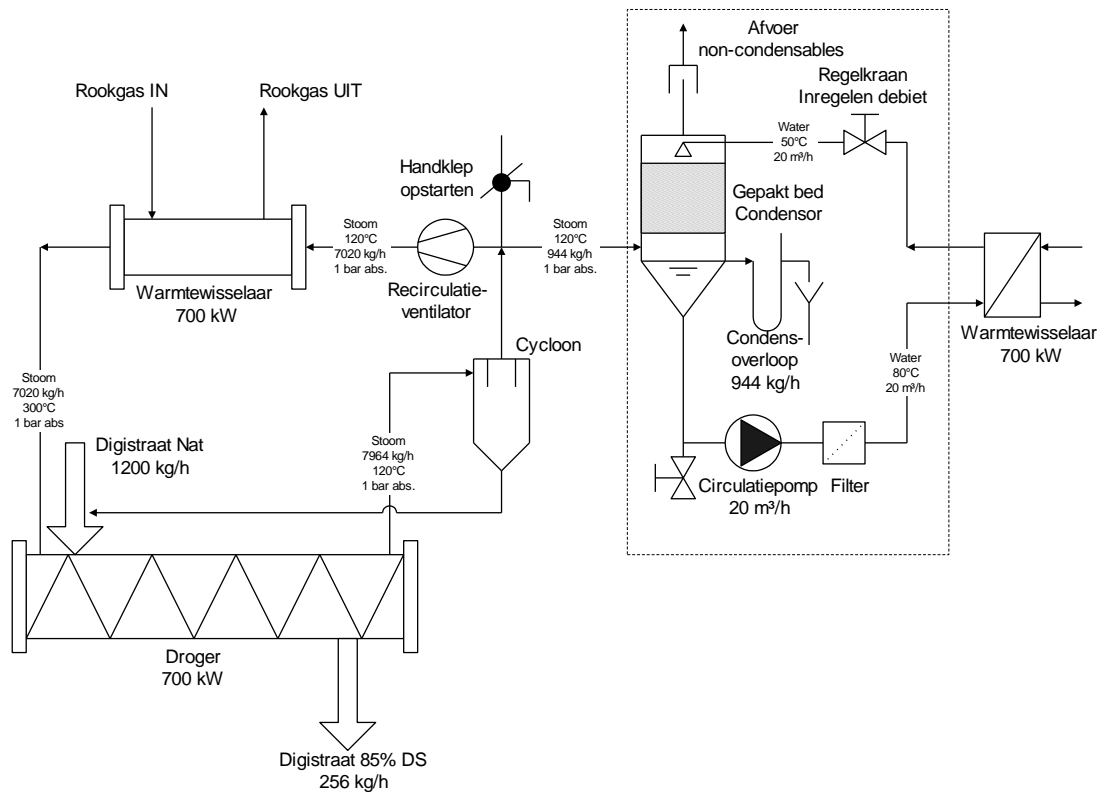 Afvoer
non-condensables
Regelkraan
Inregelen debiet
Rookgas IN
Rookgas UIT
Water
50°C
20 m³/h
Handklep
opstarten
Gepakt bed
Condensor
Stoom
120°C
7020 kg/h
1 bar abs.
Stoom
120°C
944 kg/h
1 bar abs.
Warmtewisselaar
700 kW
Recirculatie-
ventilator
Warmtewisselaar
700 kW
Condens-
overloop
944 kg/h
Cycloon
Water
80°C
20 m³/h
Stoom
7020 kg/h
300°C
1 bar abs
Digistraat Nat
1200 kg/h
Stoom
7964 kg/h
120°C
1 bar abs.
Circulatiepomp
20 m³/h
Filter
Droger
700 kW
Digistraat 85% DS
256 kg/h